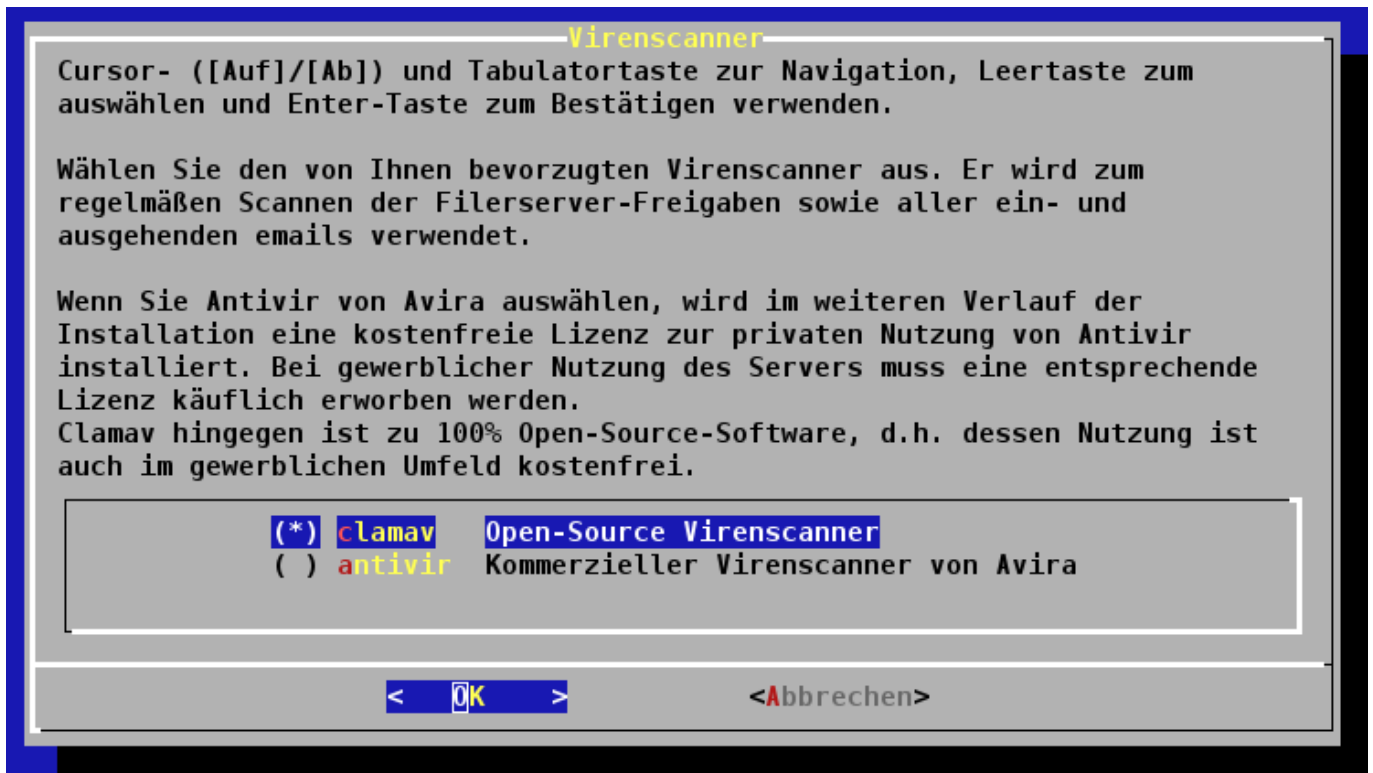 Virenscanner
Cursor- ([Auf]/[Ab]) und Tabulatortaste zur Navigation, Leertaste zum
auswählen und Enter-Taste zum Bestätigen verwenden.
Wählen Sie den von Ihnen bevorzugten Virenscanner aus. Er wird zum
regelmäßen Scannen der Filerserver-Freigaben sowie aller ein- und
ausgehenden emails verwendet.
Wenn Sie Antivir von Avira auswählen, wird im weiteren Verlauf der
Installation eine kostenfreie Lizenz zur privaten Nutzung von Antivir
installiert. Bei gewerblicher Nutzung des Servers muss eine entsprechende
Lizenz käuflich erworben werden.
Clamav hingegen ist zu 100% Open-Source-Software, d.h. dessen Nutzung ist
auch im gewerblichen Umfeld kostenfrei.
(*) clamav Open-Source Virenscanner
( ) antivir Kommerzieller Virenscanner von Avira
< OK > <Abbrechen>